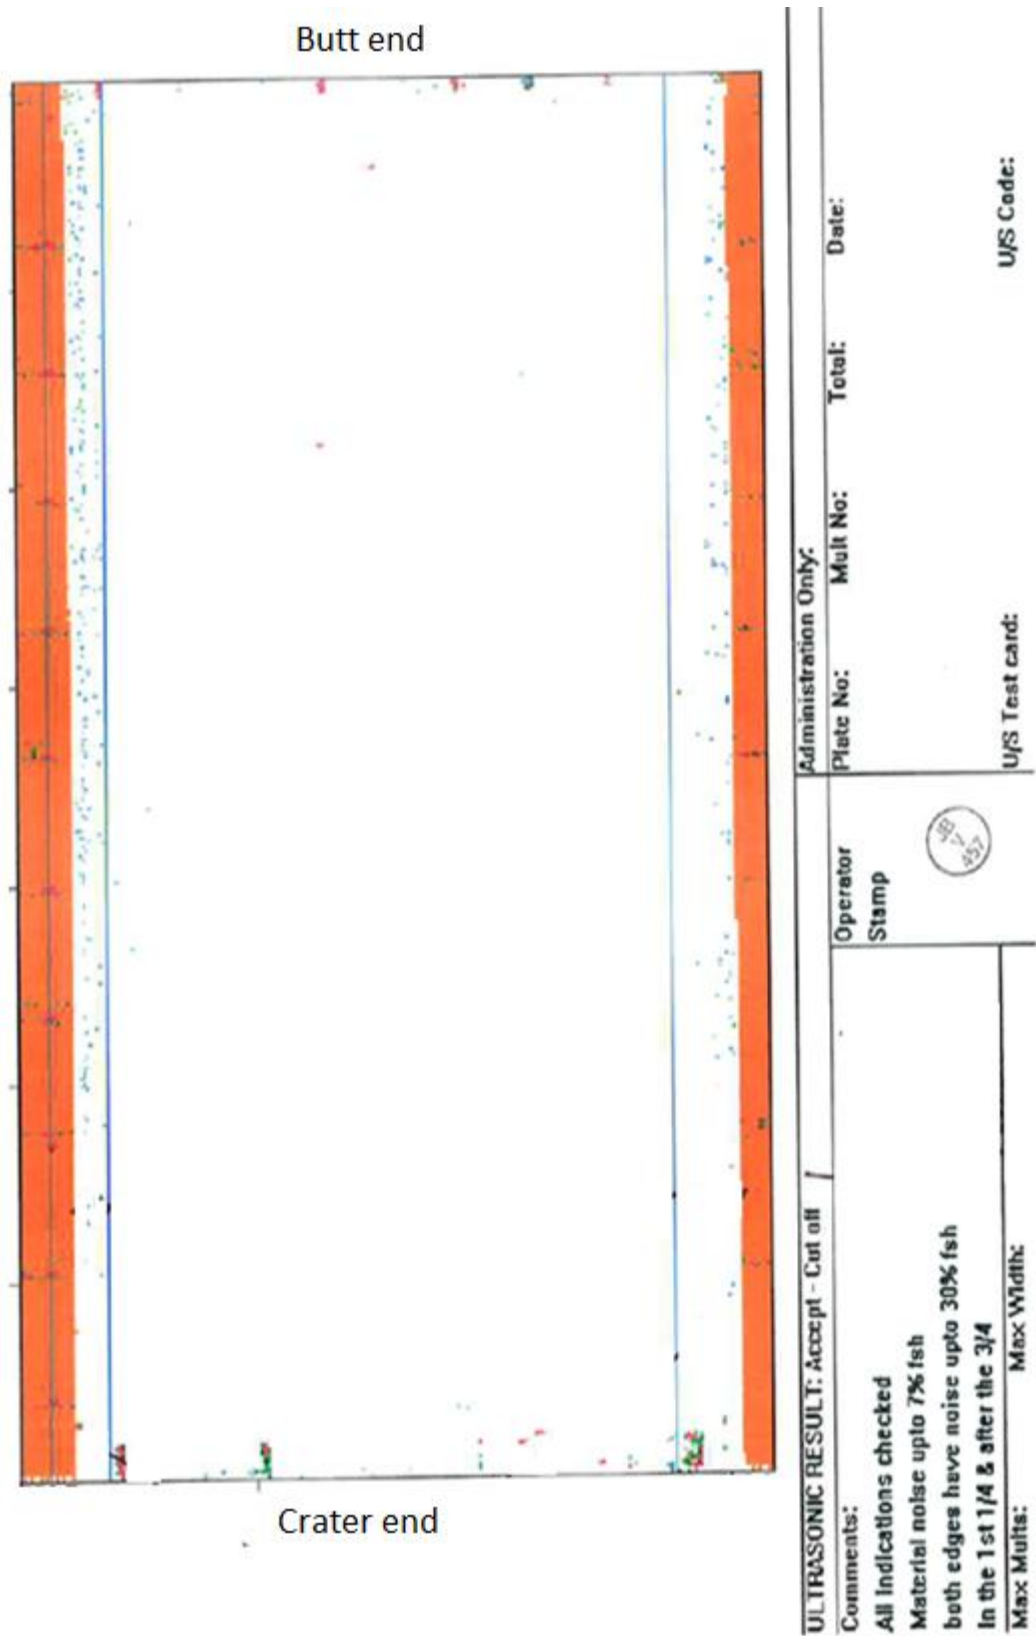 Butt end
Crater end
ULTRASONIC RESULT: Accept - Cut off
Comments:
All indications checked
Material noise upto 7% fsh
both edges have noise upto 30% fsh
In the 1st 1/4 & after the 3/4
Max Mults: Max Width:
Operator
Stamp
JB
V
457
Administration Only:
Plate No: Mult No: Total: Date:
U/S Test card: U/S Code: